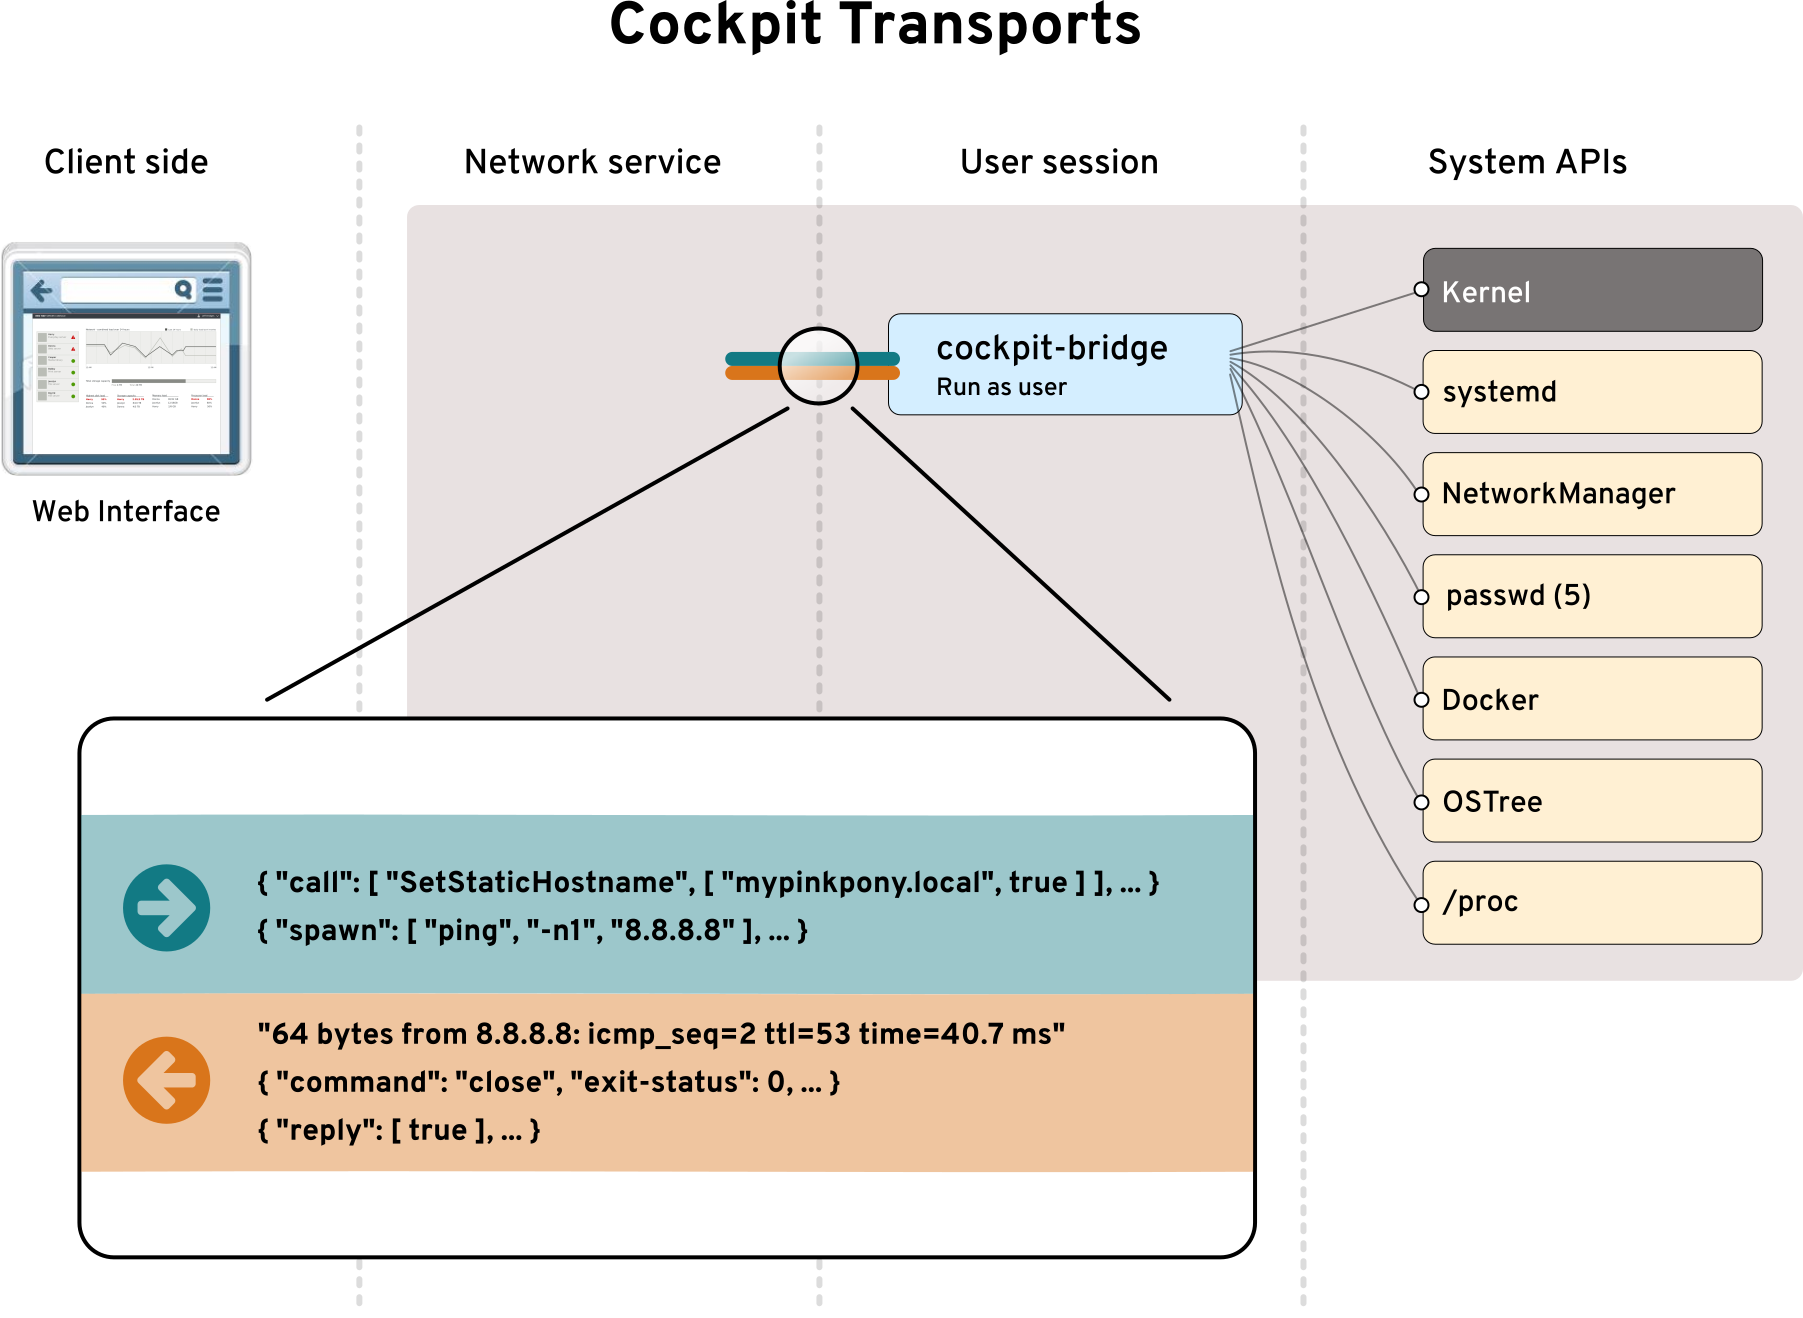 Cockpit Transports
Client side
Network service
User session
System APIs
Web Interface
cockpit-bridge
Run as user
Kernel
systemd
NetworkManager
passwd (5)
Docker
OSTree
/proc
{ "call": [ "SetStaticHostname", [ "mypinkpony.local", true ] ], ... }
{ "spawn": [ "ping", "-n1", "8.8.8.8" ], ... }
"64 bytes from 8.8.8.8: icmp_seq=2 ttl=53 time=40.7 ms"
{ "command": "close", "exit-status": 0, ... }
{ "reply": [ true ], ... }